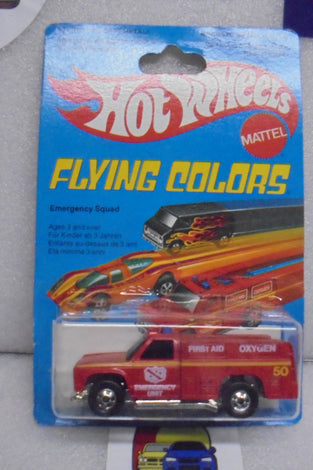 Hot Wheels
MATTEL
FLYING COLORS
Emergency Squad
Ages 3 and over
Für Kinder ab 3 Jahren
Enfants au-dessus de 3 ans
Età minima 3 anni
FIRST AID OXYGEN
50
EMERGENCY
UNIT